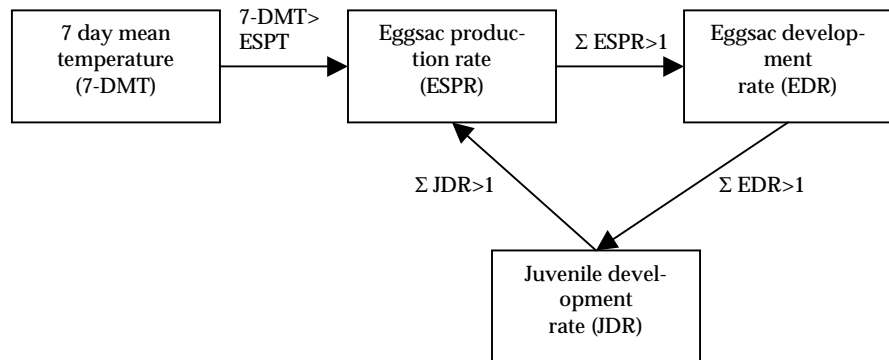 7 day mean
temperature
(7-DMT)
7-DMT>
ESPT
Eggsac produc-
tion rate
(ESPR)
Σ ESPR>1
Eggsac develop-
ment
rate (EDR)
Σ JDR>1
Σ EDR>1
Juvenile devel-
opment
rate (JDR)